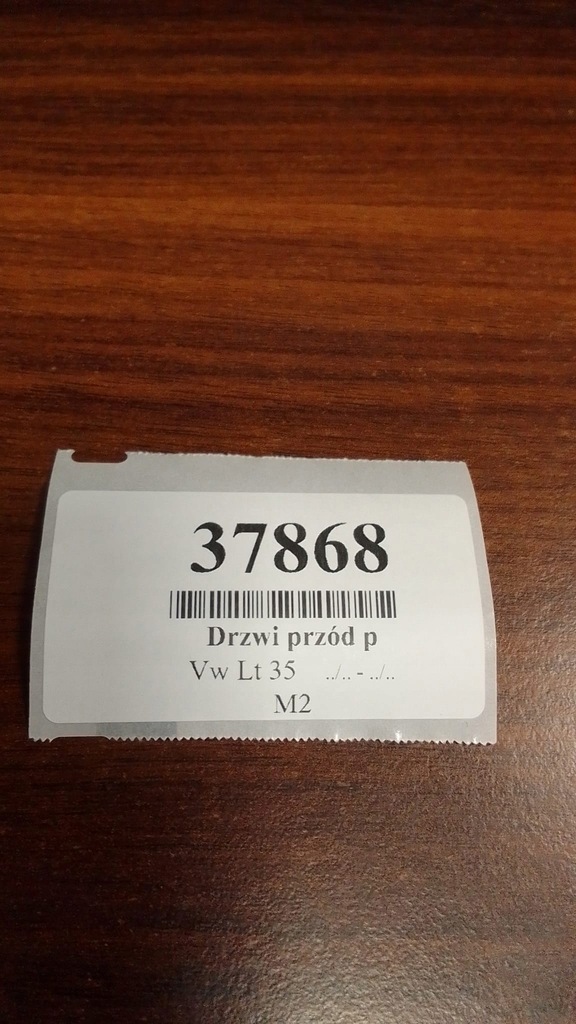 37868
Drzwi przód p
Vw Lt 35 ../.. - ../..
M2